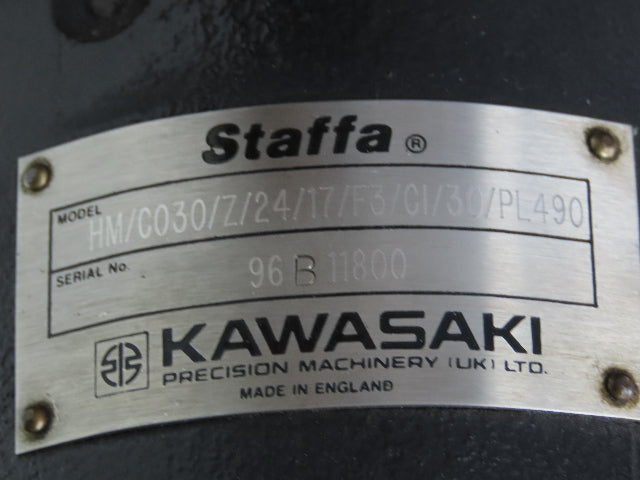 Staffa ®
MODEL HM/C030/Z/24/17/F3/CI/30/PL490
SERIAL No. 96 B 11800
KAWASAKI
PRECISION MACHINERY (UK) LTD.
MADE IN ENGLAND